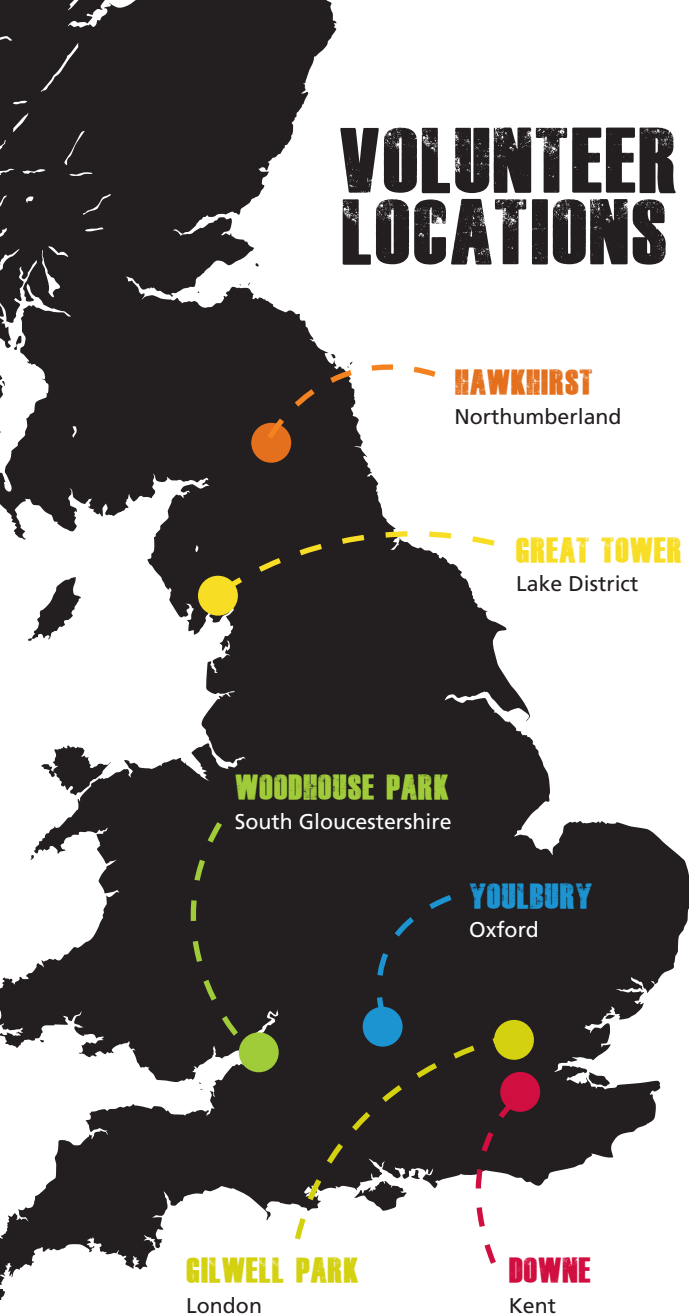 VOLUNTEER
LOCATIONS
HAWKHIRST
Northumberland
GREAT TOWER
Lake District
WOODHOUSE PARK
South Gloucestershire
YOULBURY
Oxford
GILWELL PARK
London
DOWNE
Kent